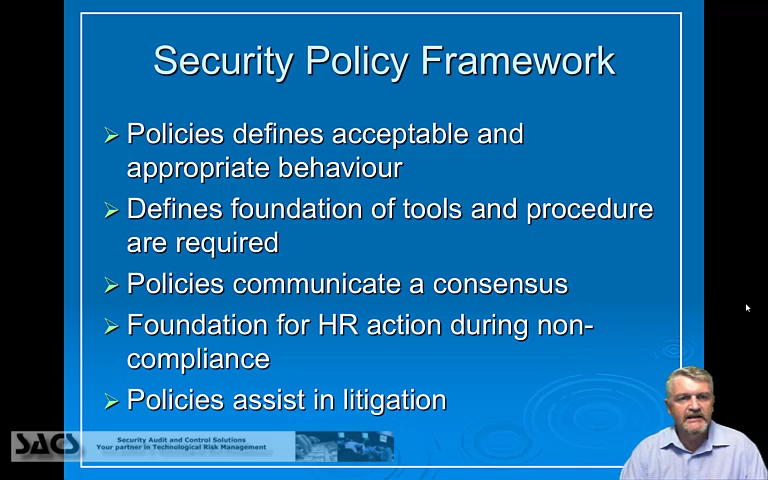 Security Policy Framework
Policies defines acceptable and
appropriate behaviour
Defines foundation of tools and procedure
are required
Policies communicate a consensus
Foundation for HR action during non-
compliance
Policies assist in litigation
SACS
Security Audit and Control Solutions
Your partner in Technological Risk Management